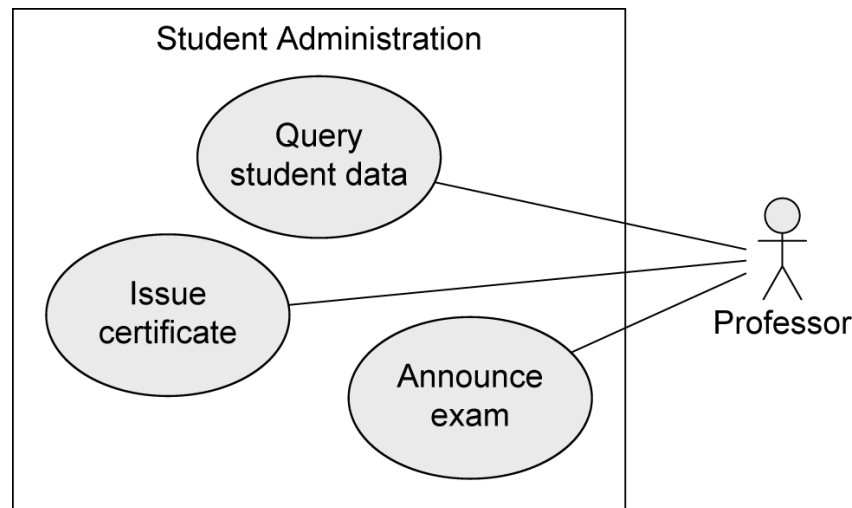 Student Administration
Query
student data
Issue
certificate
Professor
Announce
exam